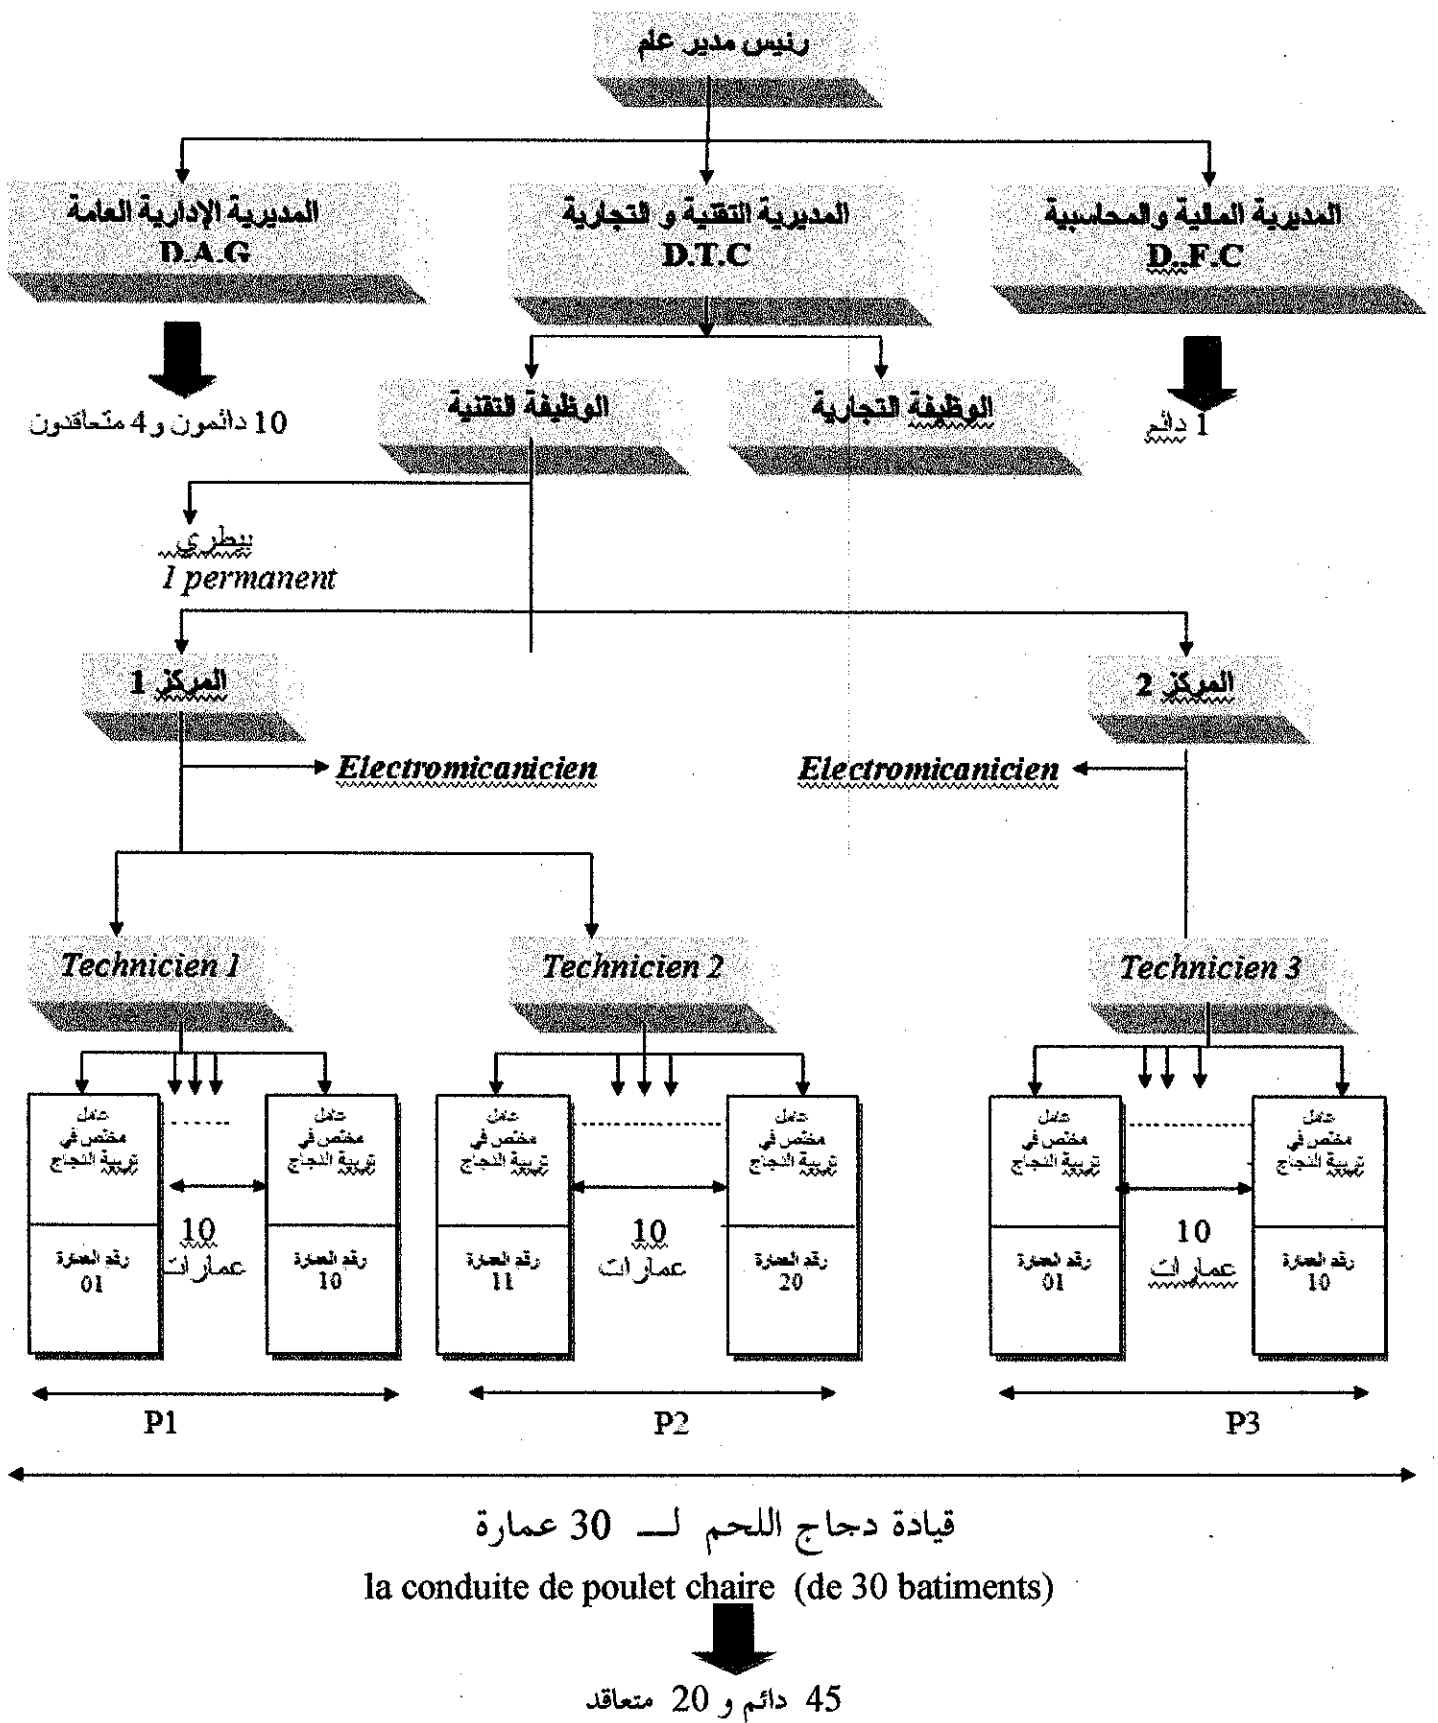 رئيس مدير علم
المديرية الإدارية العامة
D.A.G
المديرية التقنية و التجارية
D.T.C
المديرية المالية والمحاسبية
D..F.C
10 دائمون و 4 متعاقدون
الوظيفة التقنية
الوظيفة التجارية
1 دائم
بيطري
1 permanent
المركز 1
المركز 2
Electromicanicien
Electromicanicien
Technicien 1
Technicien 2
Technicien 3
عامل
مختص في
تربية الدجاج
رقم العمارة
01
10
عمارات
عامل
مختص في
تربية الدجاج
رقم العمارة
10
عامل
مختص في
تربية الدجاج
رقم العمارة
11
10
عمارات
عامل
مختص في
تربية الدجاج
رقم العمارة
20
عامل
مختص في
تربية الدجاج
رقم العمارة
01
10
عمارات
عامل
مختص في
تربية الدجاج
رقم العمارة
10
P1
P2
P3
قيادة دجاج اللحم لــ 30 عمارة
la conduite de poulet chaire (de 30 batiments)
45 دائم و 20 متعاقد